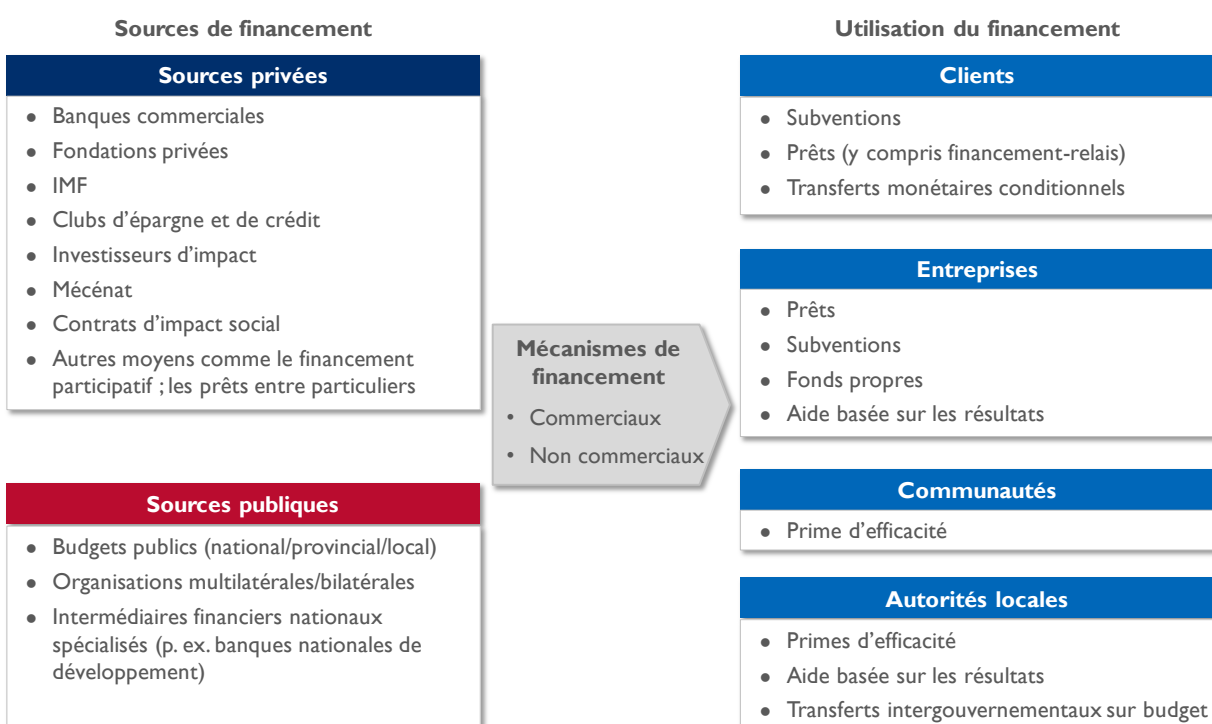 Sources de financement
Sources privées
● Banques commerciales
● Fondations privées
● IMF
● Clubs d’épargne et de crédit
● Investisseurs d’impact
● Mécénat
● Contrats d’impact social
● Autres moyens comme le financement
participatif ; les prêts entre particuliers
Sources publiques
● Budgets publics (national/provincial/local)
● Organisations multilatérales/bilatérales
● Intermédiaires financiers nationaux
spécialisés (p. ex. banques nationales de
développement)
Mécanismes de
financement
• Commerciaux
• Non commerciaux
Utilisation du financement
Clients
● Subventions
● Prêts (y compris financement-relais)
● Transferts monétaires conditionnels
Entreprises
● Prêts
● Subventions
● Fonds propres
● Aide basée sur les résultats
Communautés
● Prime d’efficacité
Autorités locales
● Primes d’efficacité
● Aide basée sur les résultats
● Transferts intergouvernementaux sur budget